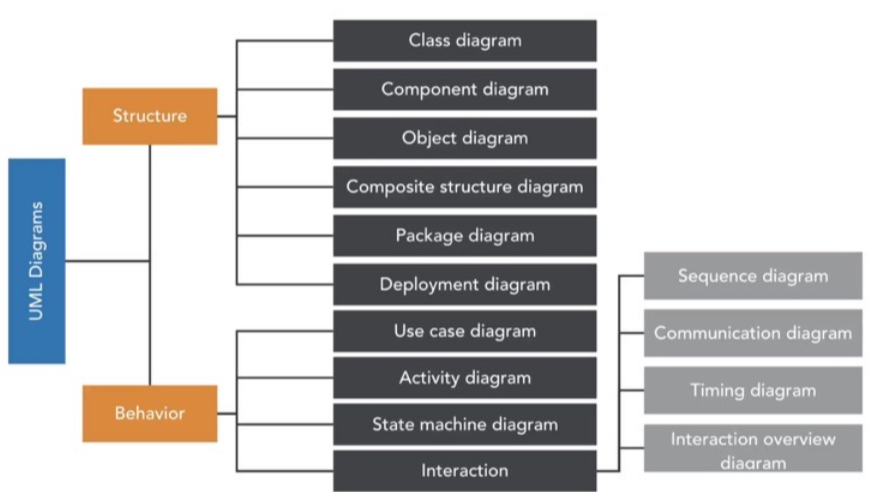 UML Diagrams
Structure
Class diagram
Component diagram
Object diagram
Composite structure diagram
Package diagram
Deployment diagram
Behavior
Use case diagram
Activity diagram
State machine diagram
Interaction
Sequence diagram
Communication diagram
Timing diagram
Interaction overview
diagram